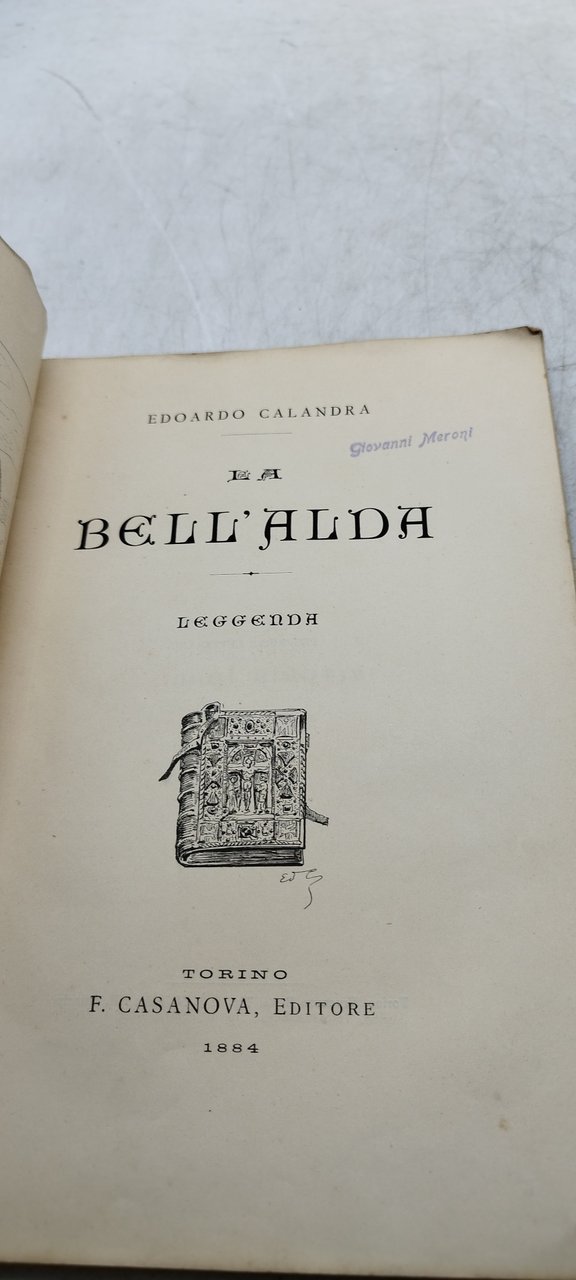 EDOARDO CALANDRA
Giovanni Meroni
LA
BELL'ALDA
LEGGENDA
TORINO
F. CASANOVA, EDITORE
1884